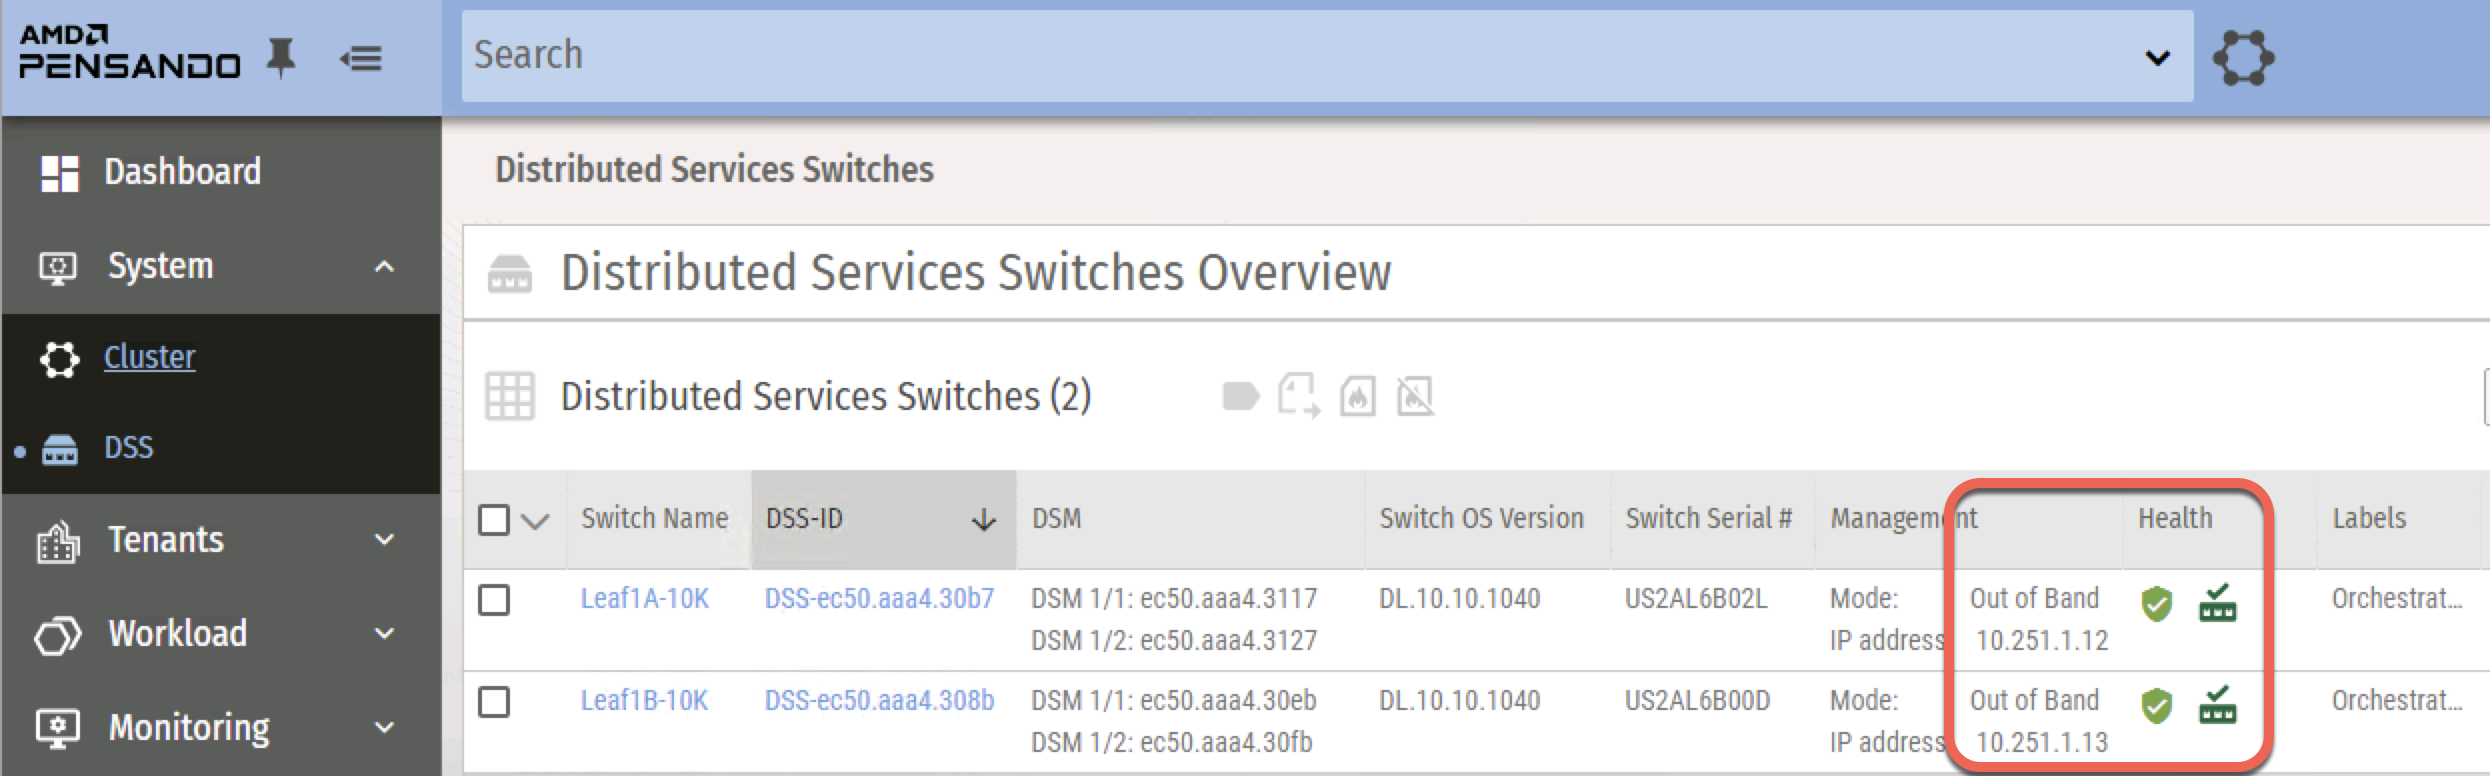 AMD
PENSANDO
Search
Dashboard
System
Cluster
DSS
Tenants
Workload
Monitoring
Distributed Services Switches
Distributed Services Switches Overview
Distributed Services Switches (2)
Switch Name DSS-ID DSM Switch OS Version Switch Serial # Management Health Labels
Leaf1A-10K DSS-ec50.aaa4.30b7 DSM 1/1: ec50.aaa4.3117 DL.10.10.1040 US2AL6B02L Mode: Out of Band Orchestrat...
DSM 1/2: ec50.aaa4.3127 IP address 10.251.1.12
Leaf1B-10K DSS-ec50.aaa4.308b DSM 1/1: ec50.aaa4.30eb DL.10.10.1040 US2AL6B00D Mode: Out of Band Orchestrat...
DSM 1/2: ec50.aaa4.30fb IP address 10.251.1.13